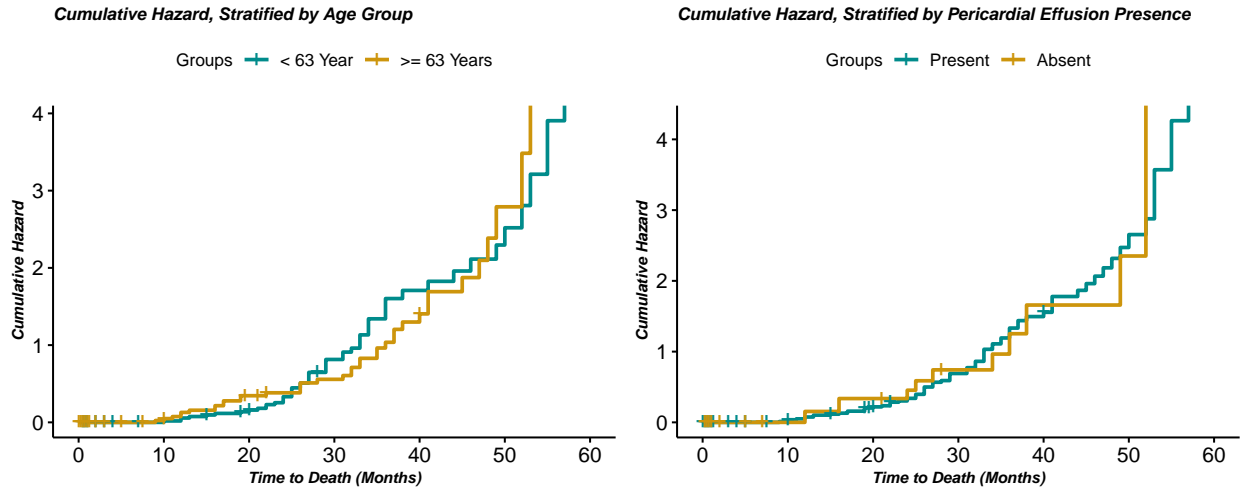 Cumulative Hazard, Stratified by Age Group
Groups < 63 Year >= 63 Years
4
3
2
1
0
Cumulative Hazard
0 10 20 30 40 50 60
Time to Death (Months)
Cumulative Hazard, Stratified by Pericardial Effusion Presence
Groups Present Absent
4
3
2
1
0
Cumulative Hazard
0 10 20 30 40 50 60
Time to Death (Months)